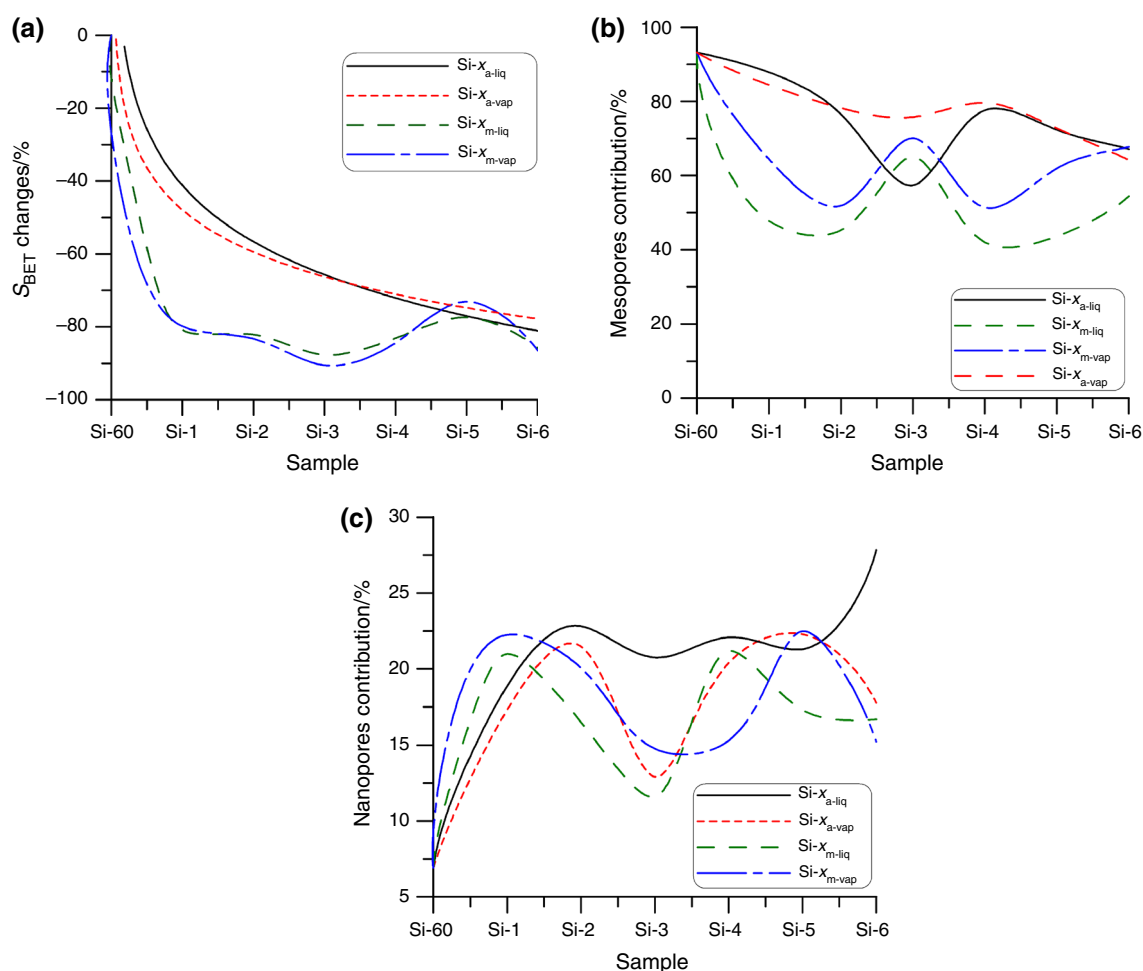 (a)
S_BET changes/%
0
−20
−40
−60
−80
−100
Si-60 Si-1 Si-2 Si-3 Si-4 Si-5 Si-6
Sample
Si-x_a-liq
Si-x_a-vap
Si-x_m-liq
Si-x_m-vap
(b)
Mesopores contribution/%
100
80
60
40
20
0
Si-60 Si-1 Si-2 Si-3 Si-4 Si-5 Si-6
Sample
Si-x_a-liq
Si-x_m-liq
Si-x_m-vap
Si-x_a-vap
(c)
Nanopores contribution/%
30
25
20
15
10
5
Si-60 Si-1 Si-2 Si-3 Si-4 Si-5 Si-6
Sample
Si-x_a-liq
Si-x_a-vap
Si-x_m-liq
Si-x_m-vap